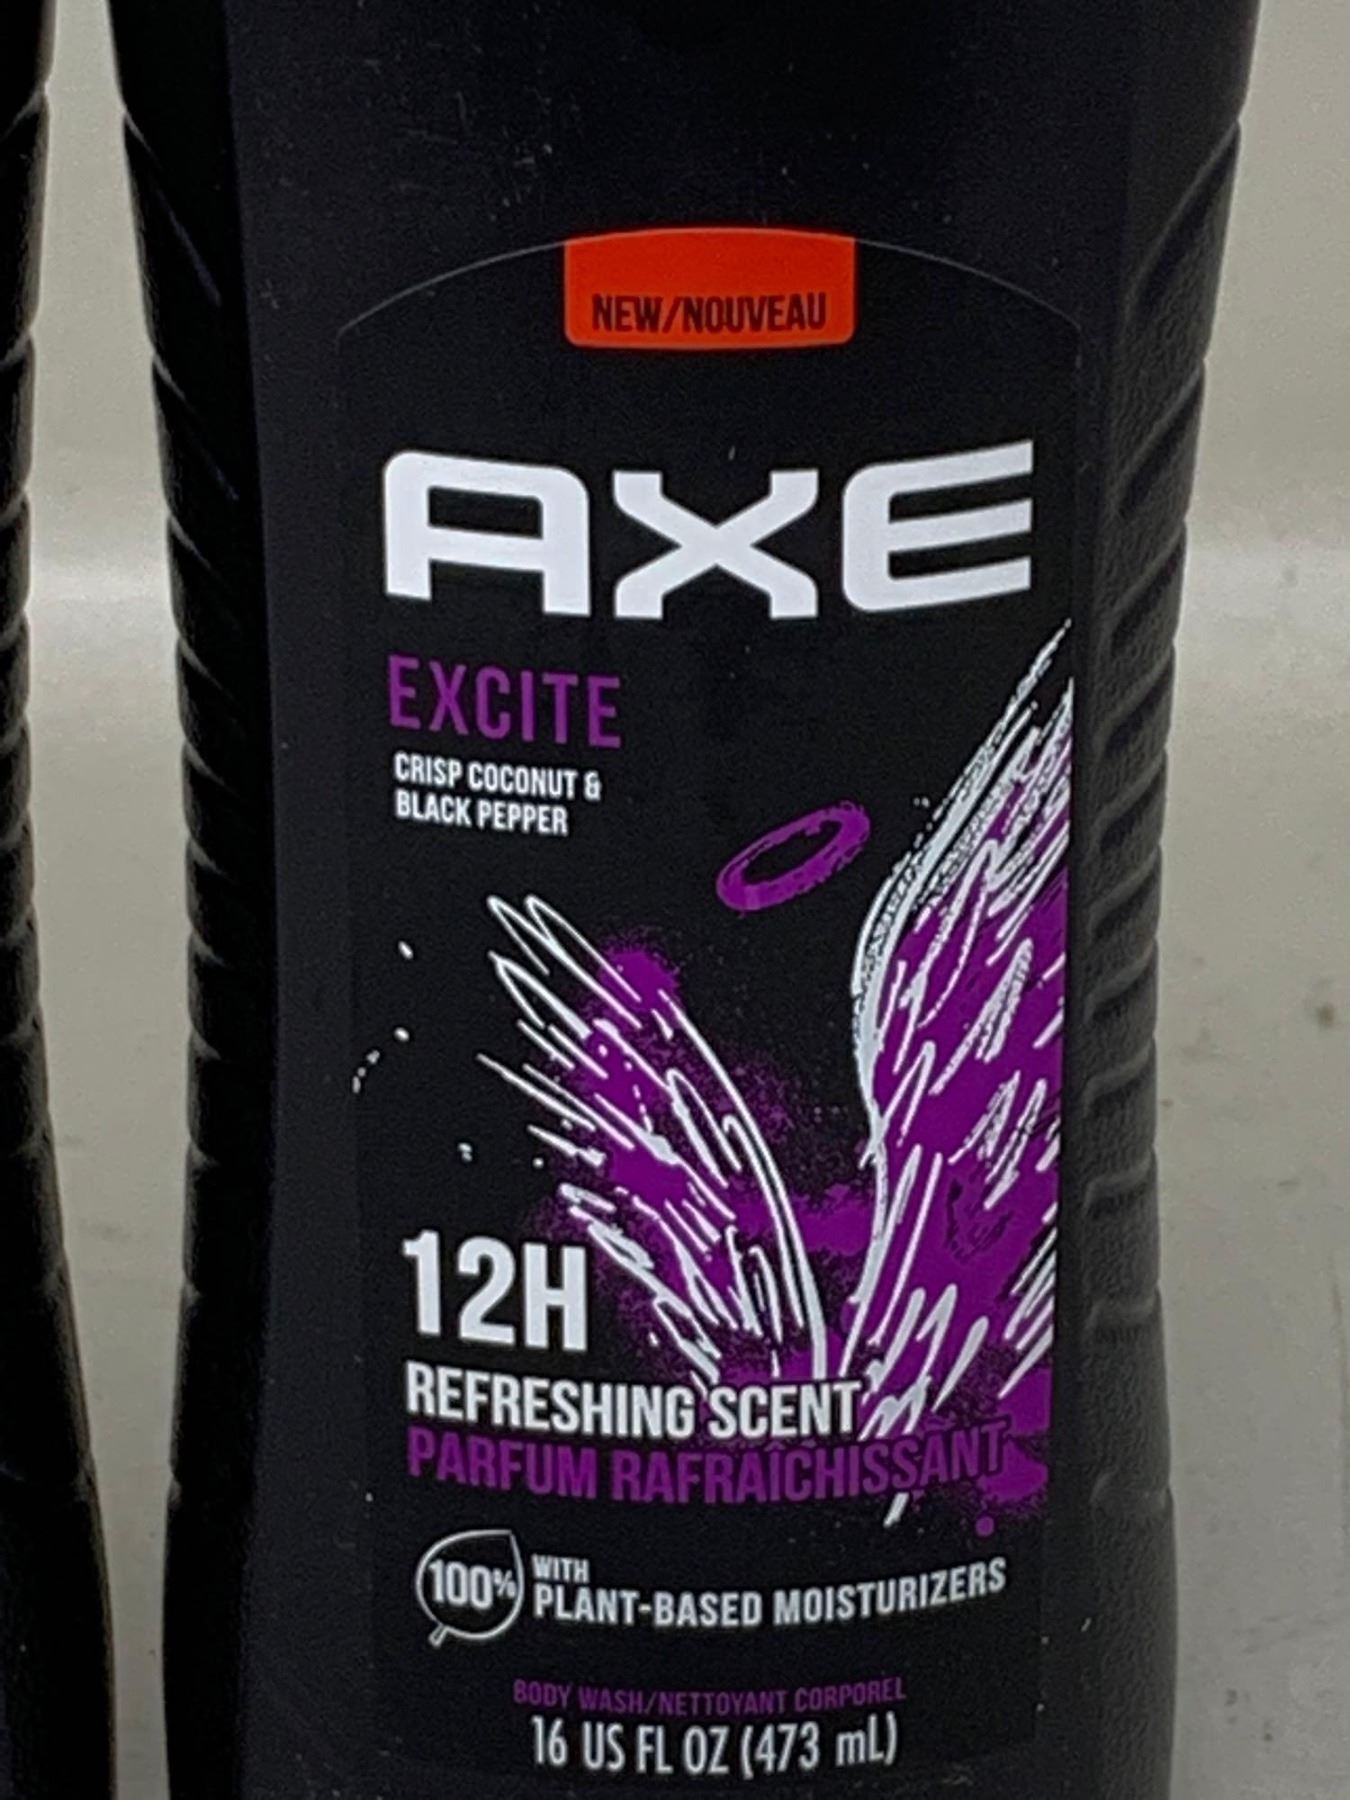 NEW/NOUVEAU
AXE
EXCITE
CRISP COCONUT &
BLACK PEPPER
12H
REFRESHING SCENT
PARFUM RAFRAÎCHISSANT
100% WITH
PLANT-BASED MOISTURIZERS
BODY WASH/NETTOYANT CORPOREL
16 US FL OZ (473 mL)